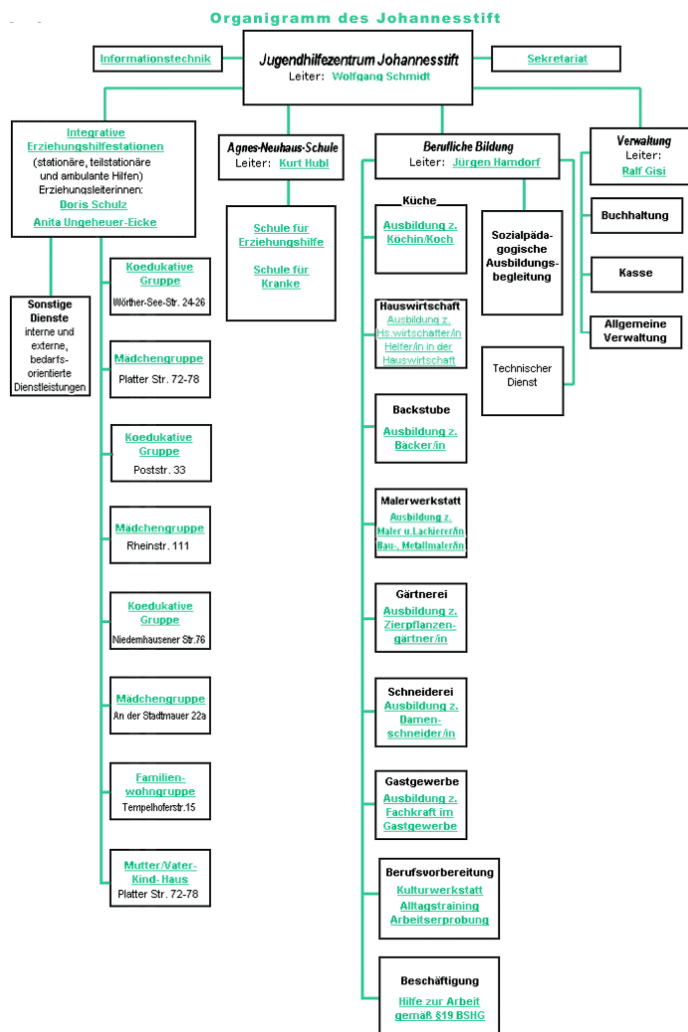 Organigramm des Johannesstift
Informationstechnik
Jugendhilfezentrum Johannesstift
Leiter: Wolfgang Schmidt
Sekretariat
Integrative
Erziehungshilfestationen
(stationäre, teilstationäre
und ambulante Hilfen)
Erziehungsleiterinnen:
Doris Schulz
Anita Ungeheuer-Eicke
Sonstige
Dienste
interne und
externe,
bedarfs-
orientierte
Dienstleistungen
Koedukative
Gruppe
Wörther-See-Str. 24-26
Mädchengruppe
Platter Str. 72-78
Koedukative
Gruppe
Poststr. 33
Mädchengruppe
Rheinstr. 111
Koedukative
Gruppe
Niedernhausener Str.76
Mädchengruppe
An der Stadtmauer 22a
Familien-
wohngruppe
Tempelhoferstr.15
Mutter/Vater-
Kind-Haus
Platter Str. 72-78
Agnes-Neuhaus-Schule
Leiter: Kurt Hubl
Schule für
Erziehungshilfe
Schule für
Kranke
Berufliche Bildung
Leiter: Jürgen Hamdorf
Küche
Ausbildung z.
Köchin/Koch
Hauswirtschaft
Ausbildung z.
Hs.wirtschafter/in
Helfer/in in der
Hauswirtschaft
Backstube
Ausbildung z.
Bäcker/in
Malerwerkstatt
Ausbildung z.
Maler u.Lackierer/in
Bau-, Metallmaler/in
Gärtnerei
Ausbildung z.
Zierpflanzen-
gärtner/in
Schneiderei
Ausbildung z.
Damen-
schneider/in
Gastgewerbe
Ausbildung z.
Fachkraft im
Gastgewerbe
Berufsvorbereitung
Kulturwerkstatt
Alltagstraining
Arbeitserprobung
Beschäftigung
Hilfe zur Arbeit
gemäß §19 BSHG
Sozialpäda-
gogische
Ausbildungs-
begleitung
Technischer
Dienst
Verwaltung
Leiter:
Ralf Gisi
Buchhaltung
Kasse
Allgemeine
Verwaltung